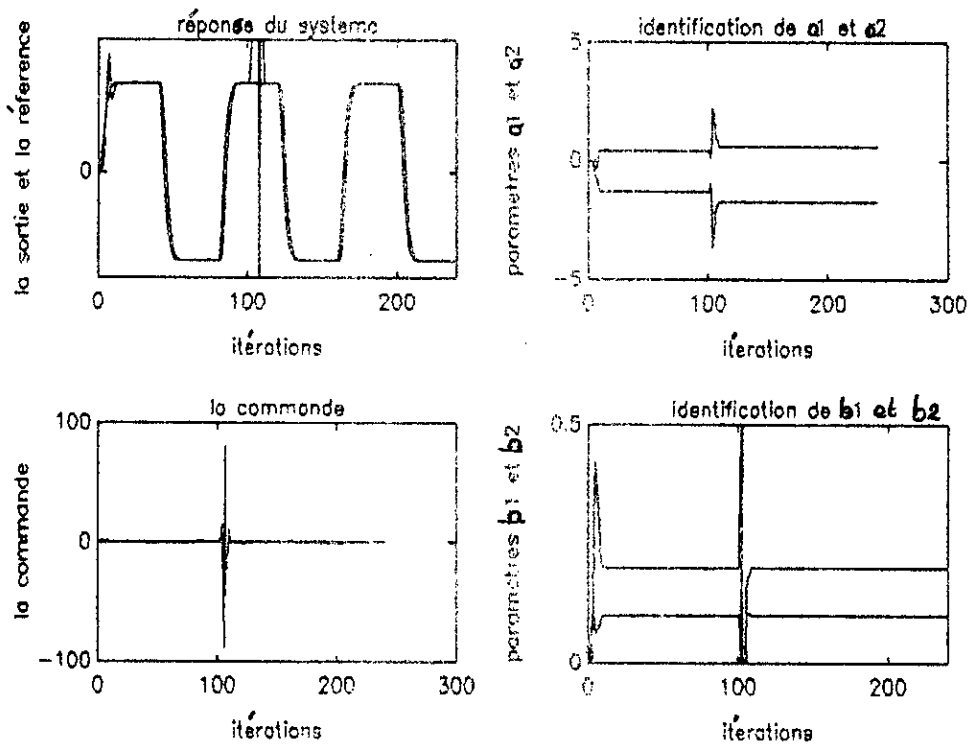 réponse du systeme
la sortie et la réference
0
0
100
200
itérations
identification de a1 et a2
parametres a1 et a2
5
0
-5
0
100
200
300
itérations
la commande
la commande
100
0
-100
0
100
200
300
itérations
identification de b1 et b2
parametres b1 et b2
0.5
0
0
100
200
itérations